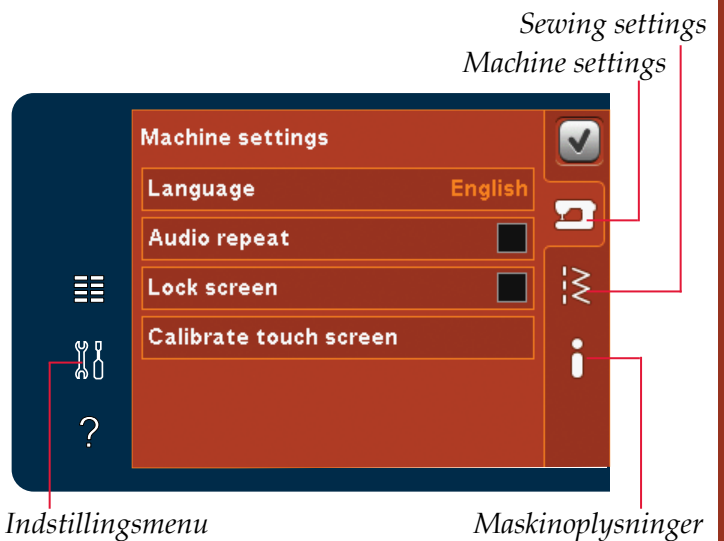 Sewing settings
Machine settings
Machine settings
Language English
Audio repeat
Lock screen
Calibrate touch screen
?
Indstillingsmenu Maskinoplysninger